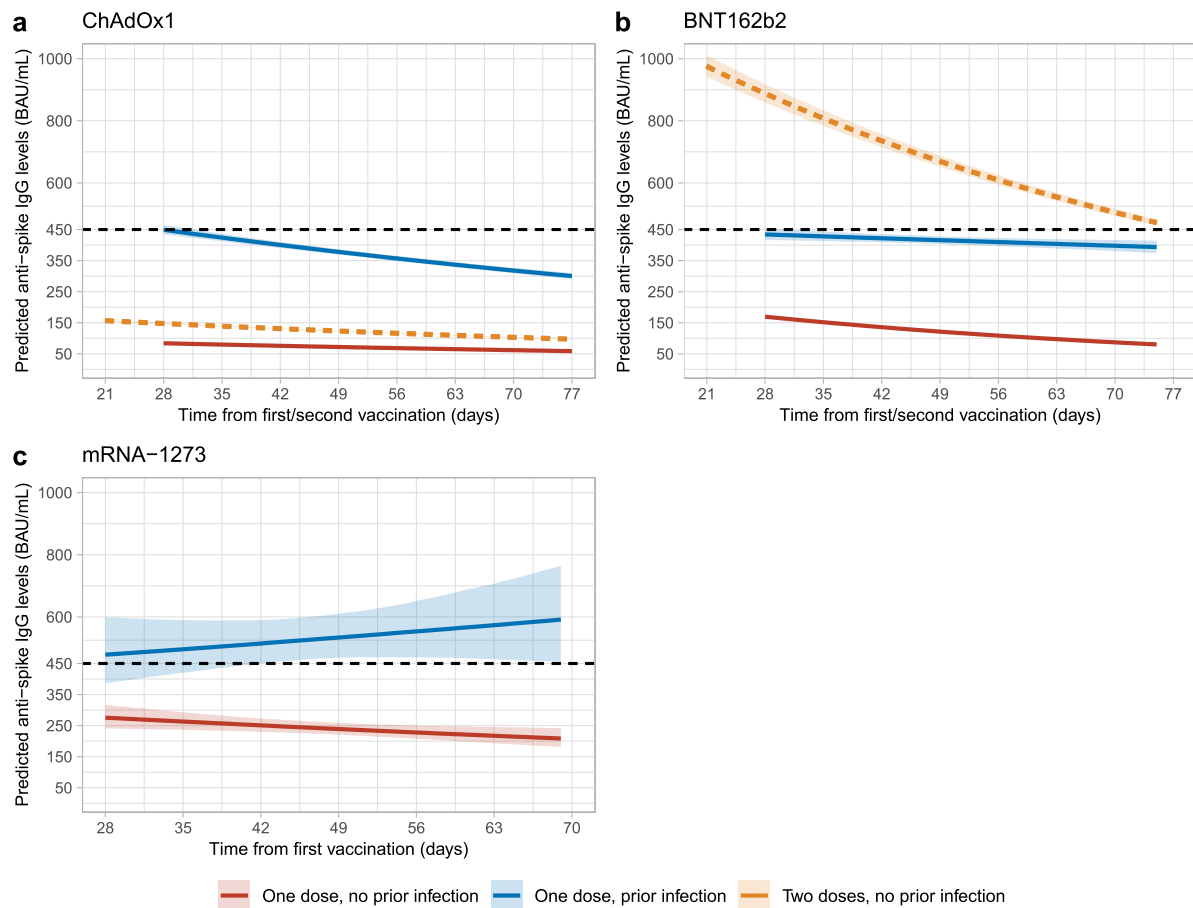 a ChAdOx1
Predicted anti−spike IgG levels (BAU/mL)
1000
800
600
450
350
250
150
50
21 28 35 42 49 56 63 70 77
Time from first/second vaccination (days)
b BNT162b2
Predicted anti−spike IgG levels (BAU/mL)
1000
800
600
450
350
250
150
50
21 28 35 42 49 56 63 70 77
Time from first/second vaccination (days)
c mRNA−1273
Predicted anti−spike IgG levels (BAU/mL)
1000
800
600
450
350
250
150
50
28 35 42 49 56 63 70
Time from first vaccination (days)
One dose, no prior infection One dose, prior infection Two doses, no prior infection